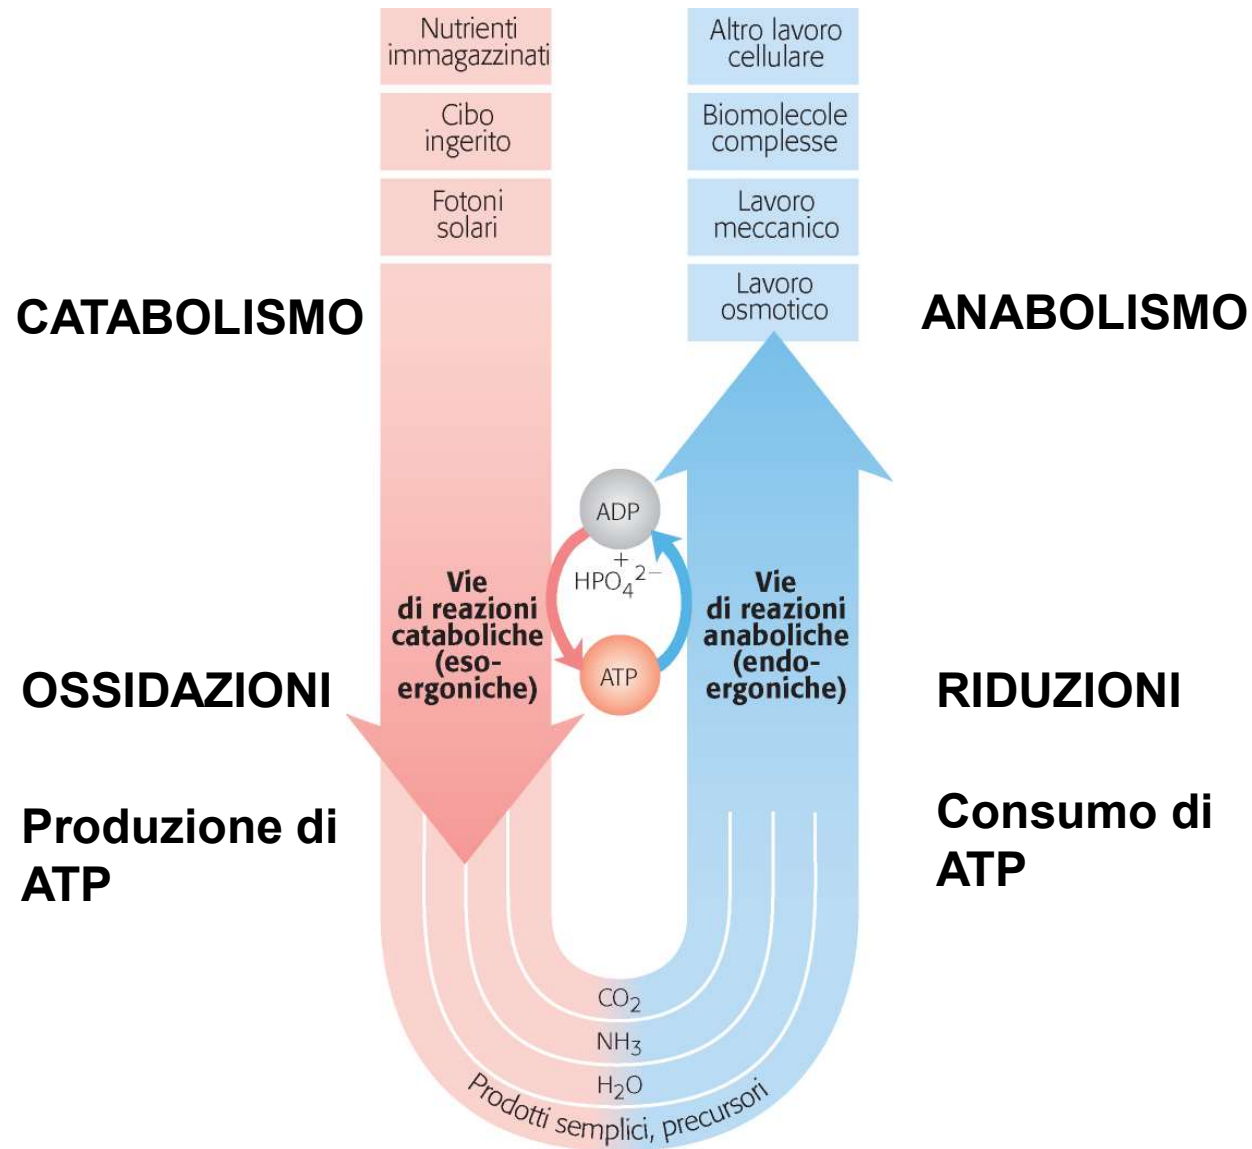 Nutrienti
immagazzinati
Cibo
ingerito
Fotoni
solari
Altro lavoro
cellulare
Biomolecole
complesse
Lavoro
meccanico
Lavoro
osmotico
CATABOLISMO
ANABOLISMO
ADP
+
HPO₄²⁻
ATP
Vie
di reazioni
cataboliche
(eso-
ergoniche)
Vie
di reazioni
anaboliche
(endo-
ergoniche)
OSSIDAZIONI
RIDUZIONI
Produzione di
ATP
Consumo di
ATP
CO₂
NH₃
H₂O
Prodotti semplici, precursori